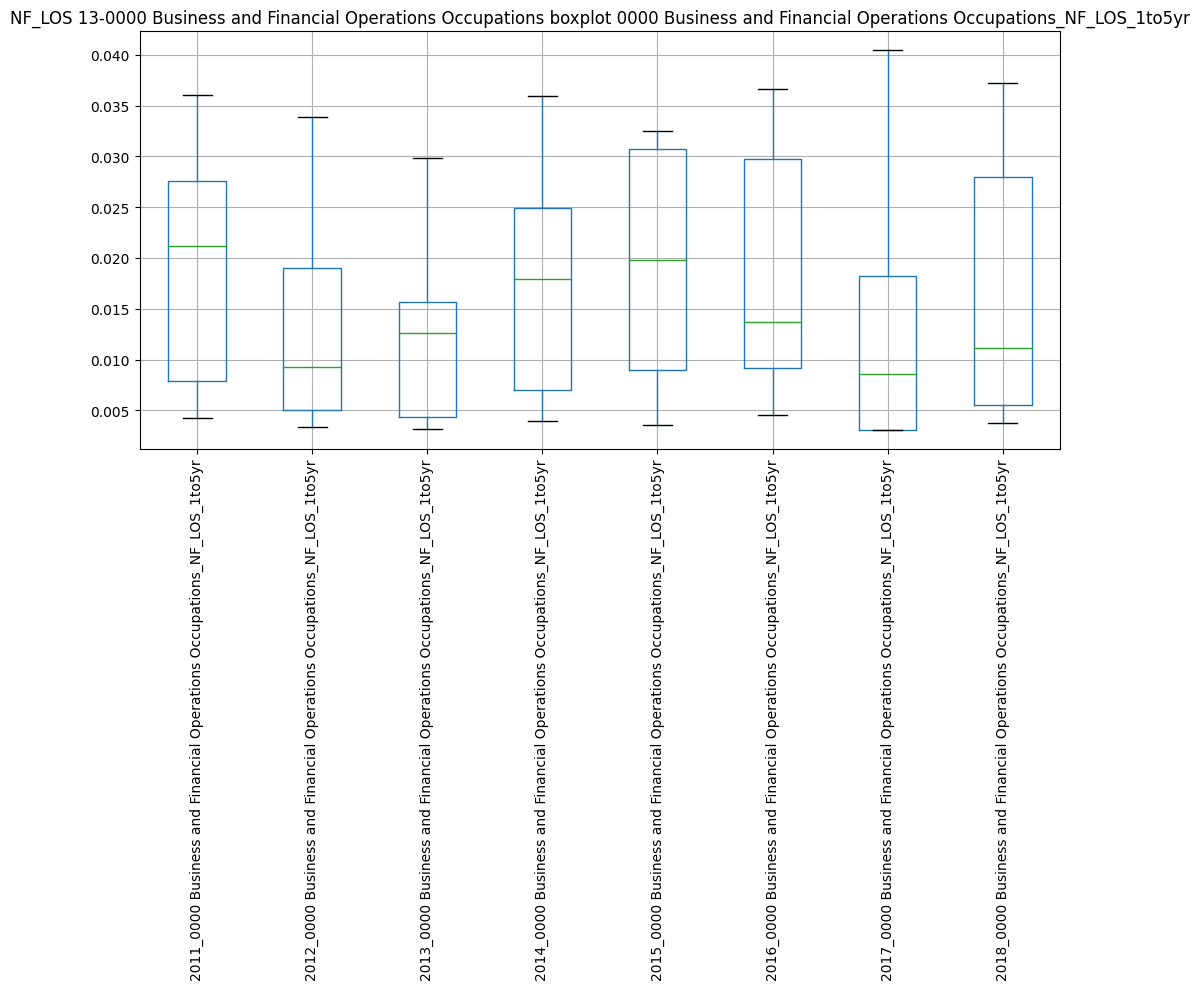 NF_LOS 13-0000 Business and Financial Operations Occupations boxplot 0000 Business and Financial Operations Occupations_NF_LOS_1to5yr
0.040
0.035
0.030
0.025
0.020
0.015
0.010
0.005
2011_0000 Business and Financial Operations Occupations_NF_LOS_1to5yr
2012_0000 Business and Financial Operations Occupations_NF_LOS_1to5yr
2013_0000 Business and Financial Operations Occupations_NF_LOS_1to5yr
2014_0000 Business and Financial Operations Occupations_NF_LOS_1to5yr
2015_0000 Business and Financial Operations Occupations_NF_LOS_1to5yr
2016_0000 Business and Financial Operations Occupations_NF_LOS_1to5yr
2017_0000 Business and Financial Operations Occupations_NF_LOS_1to5yr
2018_0000 Business and Financial Operations Occupations_NF_LOS_1to5yr